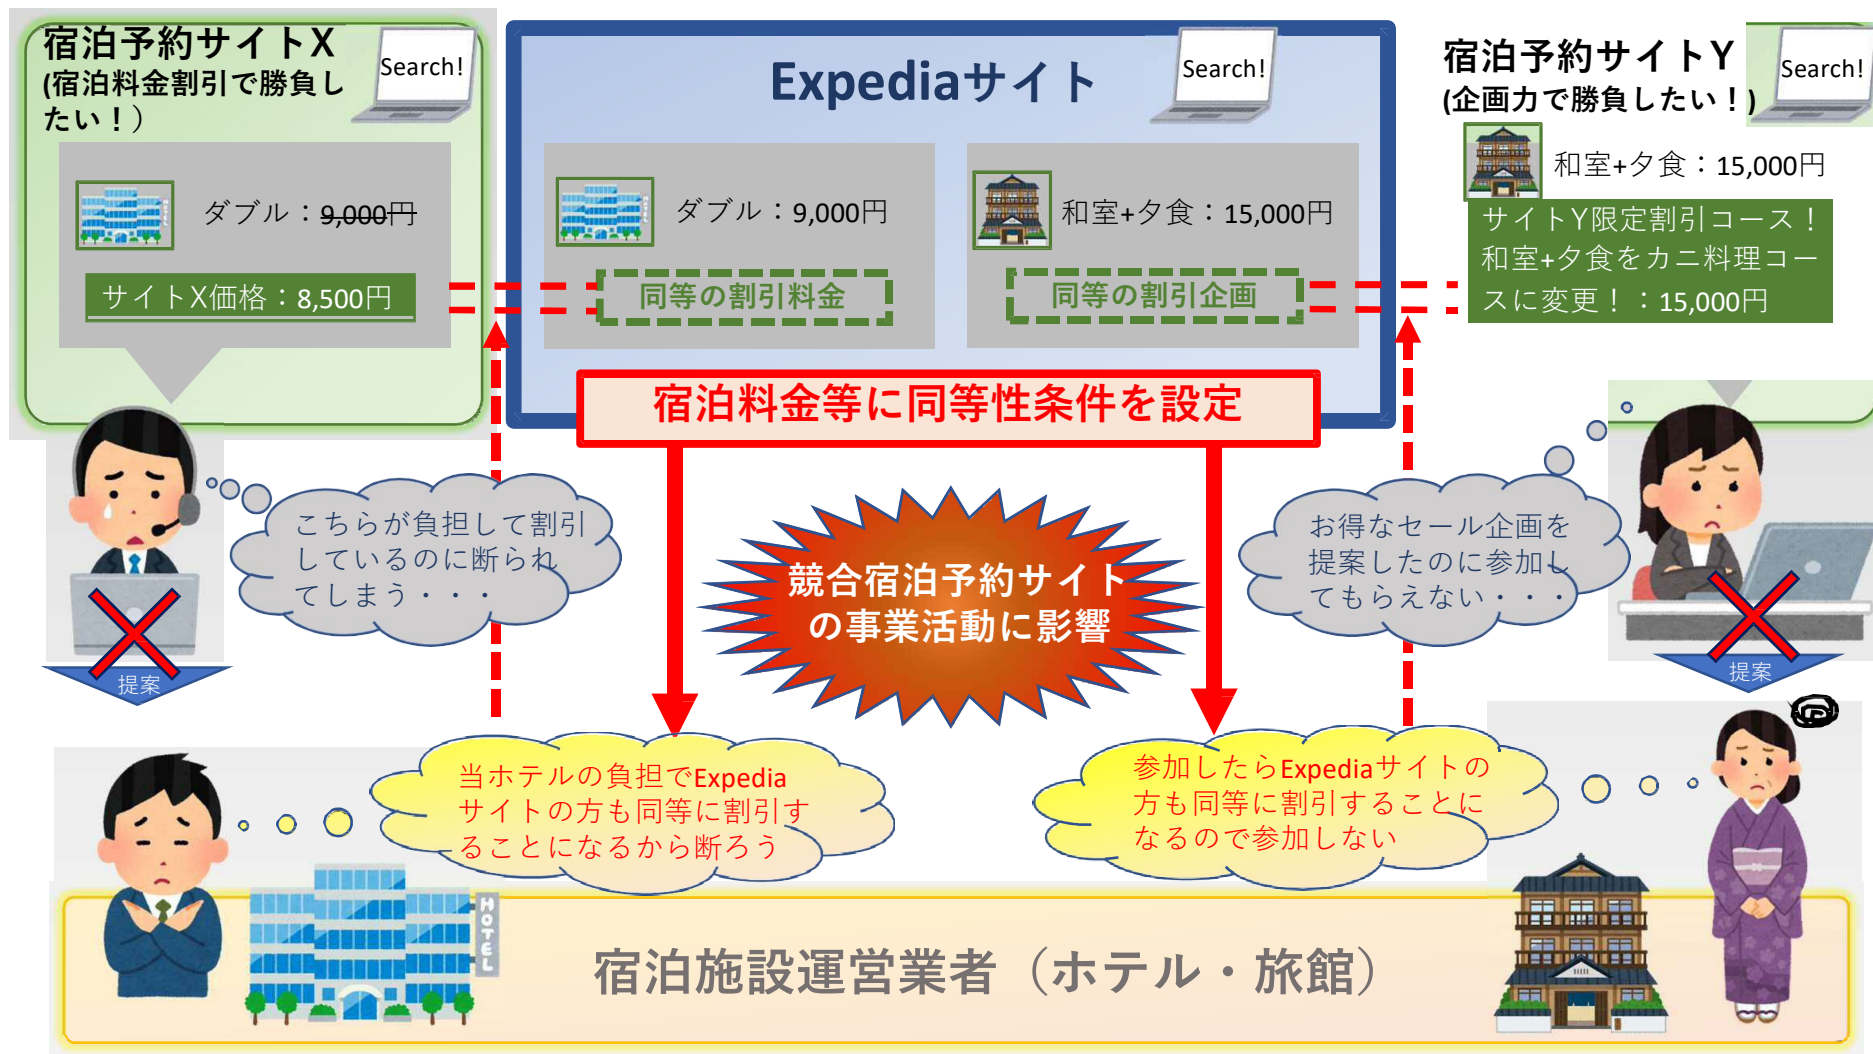 宿泊予約サイトX
(宿泊料金割引で勝負し
たい！）
Search!
ダブル：9,000円
サイトX価格：8,500円
Expediaサイト
Search!
ダブル：9,000円
同等の割引料金
和室+夕食：15,000円
同等の割引企画
宿泊料金等に同等性条件を設定
宿泊予約サイトY
(企画力で勝負したい！)
Search!
和室+夕食：15,000円
サイトY限定割引コース！
和室+夕食をカニ料理コー
スに変更！：15,000円
こちらが負担して割引
しているのに断られ
てしまう・・・
競合宿泊予約サイト
の事業活動に影響
お得なセール企画を
提案したのに参加し
てもらえない・・・
提案
提案
当ホテルの負担でExpedia
サイトの方も同等に割引す
ることになるから断ろう
参加したらExpediaサイトの
方も同等に割引することに
なるので参加しない
HOTEL
宿泊施設運営業者（ホテル・旅館）